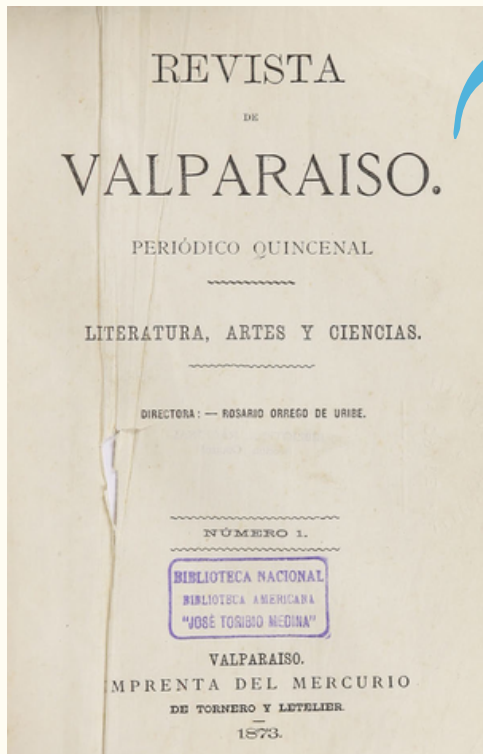 REVISTA
DE
VALPARAISO.
PERIÓDICO QUINCENAL
LITERATURA, ARTES Y CIENCIAS.
DIRECTORA: — ROSARIO ORREGO DE URIBE.
NÚMERO 1.
BIBLIOTECA NACIONAL
BIBLIOTECA AMERICANA
"JOSÉ TORIBIO MEDINA"
VALPARAISO.
IMPRENTA DEL MERCURIO
DE TORNERO Y LETELIER.
1873.